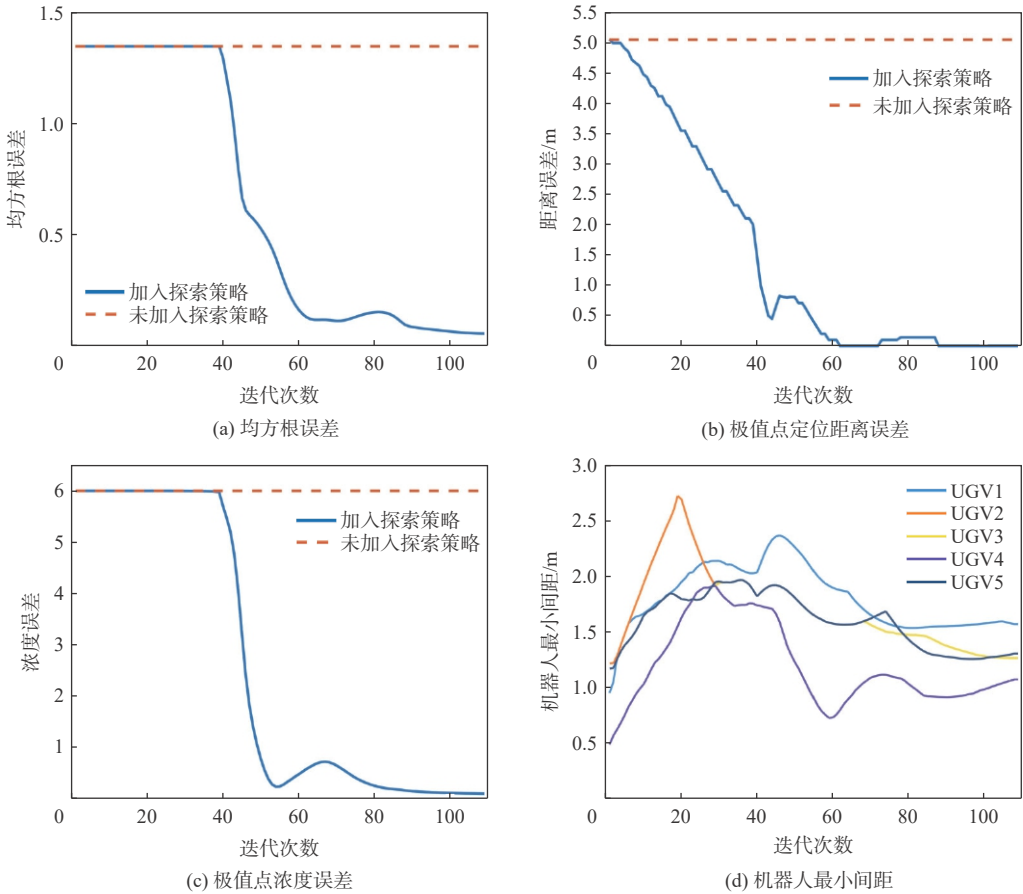 1.5
1.0
0.5
0
20
40
60
80
100
均方根误差
加入探索策略
未加入探索策略
迭代次数
(a) 均方根误差
5.0
4.5
4.0
3.5
3.0
2.5
2.0
1.5
1.0
0.5
0
20
40
60
80
100
距离误差/m
加入探索策略
未加入探索策略
迭代次数
(b) 极值点定位距离误差
6
5
4
3
2
1
0
20
40
60
80
100
浓度误差
加入探索策略
未加入探索策略
迭代次数
(c) 极值点浓度误差
3.0
2.5
2.0
1.5
1.0
0.5
0
20
40
60
80
100
机器人最小间距/m
UGV1
UGV2
UGV3
UGV4
UGV5
迭代次数
(d) 机器人最小间距